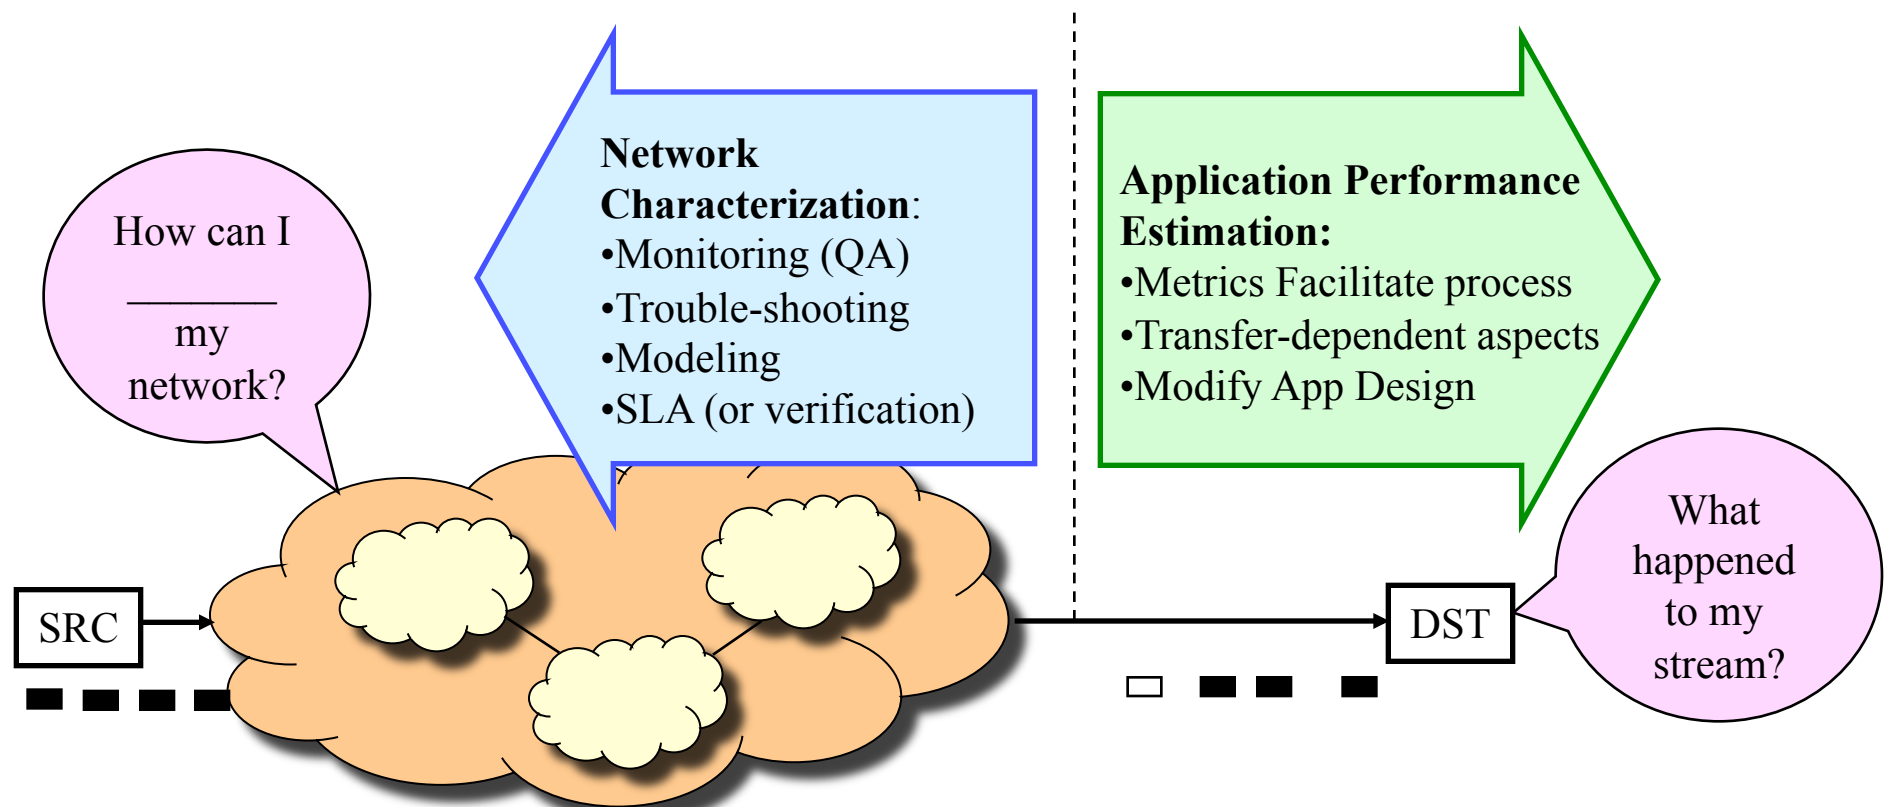 How can I
_______
my
network?
Network
Characterization:
•Monitoring (QA)
•Trouble-shooting
•Modeling
•SLA (or verification)
Application Performance
Estimation:
•Metrics Facilitate process
•Transfer-dependent aspects
•Modify App Design
What
happened
to my
stream?
SRC
DST